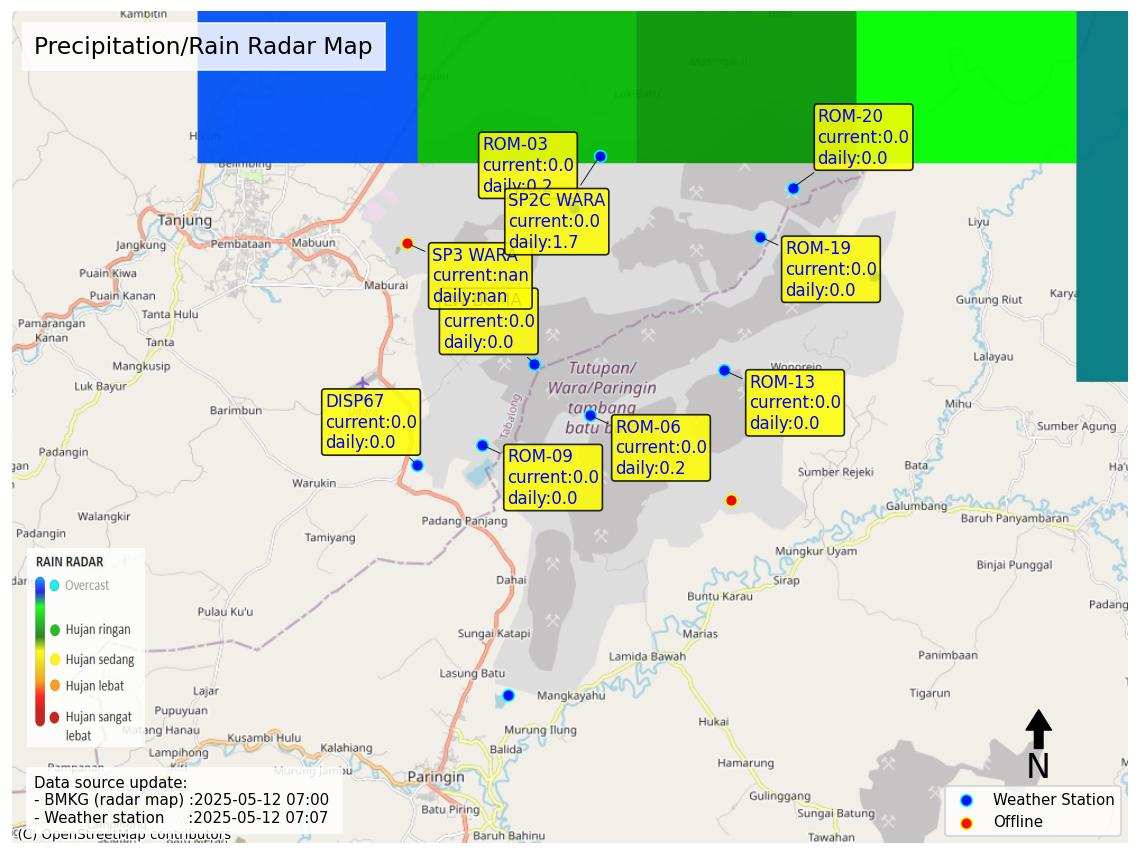 Kambitin
Precipitation/Rain Radar Map
Belimbing
Tanjung
Jangkung
Pembataan
Mabuun
Puain Kiwa
Puain Kanan
Maburai
Tanta Hulu
Pamarangan
Kanan
Tanta
Mangkusip
Luk Bayur
Barimbun
Padangin
Warukin
Walangkir
Padangin
Tamiyang
Padang Panjang
Dahai
Pulau Ku'u
Sungai Katapi
Lasung Batu
Lajar
Pupuyuan
Matang Hanau
Lampihong
Kusambi Hulu
Kalahiang
Murung Jambu
Paringin
Balida
Batu Piring
Baruh Bahinu
Mangkayahu
Murung Ilung
Lamida Bawah
Marias
Buntu Karau
Sirap
Mungkur Uyam
Hukai
Hamarung
Gulinggang
Sungai Batung
Tawahan
Tigarun
Panimbaan
Binjai Punggal
Baruh Panyambaran
Galumbang
Sumber Rejeki
Bata
Sumber Agung
Mihu
Lalayau
Gunung Riut
Liyu
Wonorejo
Tabalong
Tutupan/
Wara/Paringin
tambang
batu b
ROM-03
current:0.0
daily:0.2
SP2C WARA
current:0.0
daily:1.7
ROM-20
current:0.0
daily:0.0
ROM-19
current:0.0
daily:0.0
SP3 WARA
current:nan
daily:nan
current:0.0
daily:0.0
ROM-13
current:0.0
daily:0.0
DISP67
current:0.0
daily:0.0
ROM-06
current:0.0
daily:0.2
ROM-09
current:0.0
daily:0.0
RAIN RADAR
Overcast
Hujan ringan
Hujan sedang
Hujan lebat
Hujan sangat
lebat
Data source update:
- BMKG (radar map) :2025-05-12 07:00
- Weather station :2025-05-12 07:07
(C) OpenStreetMap contributors
N
Weather Station
Offline